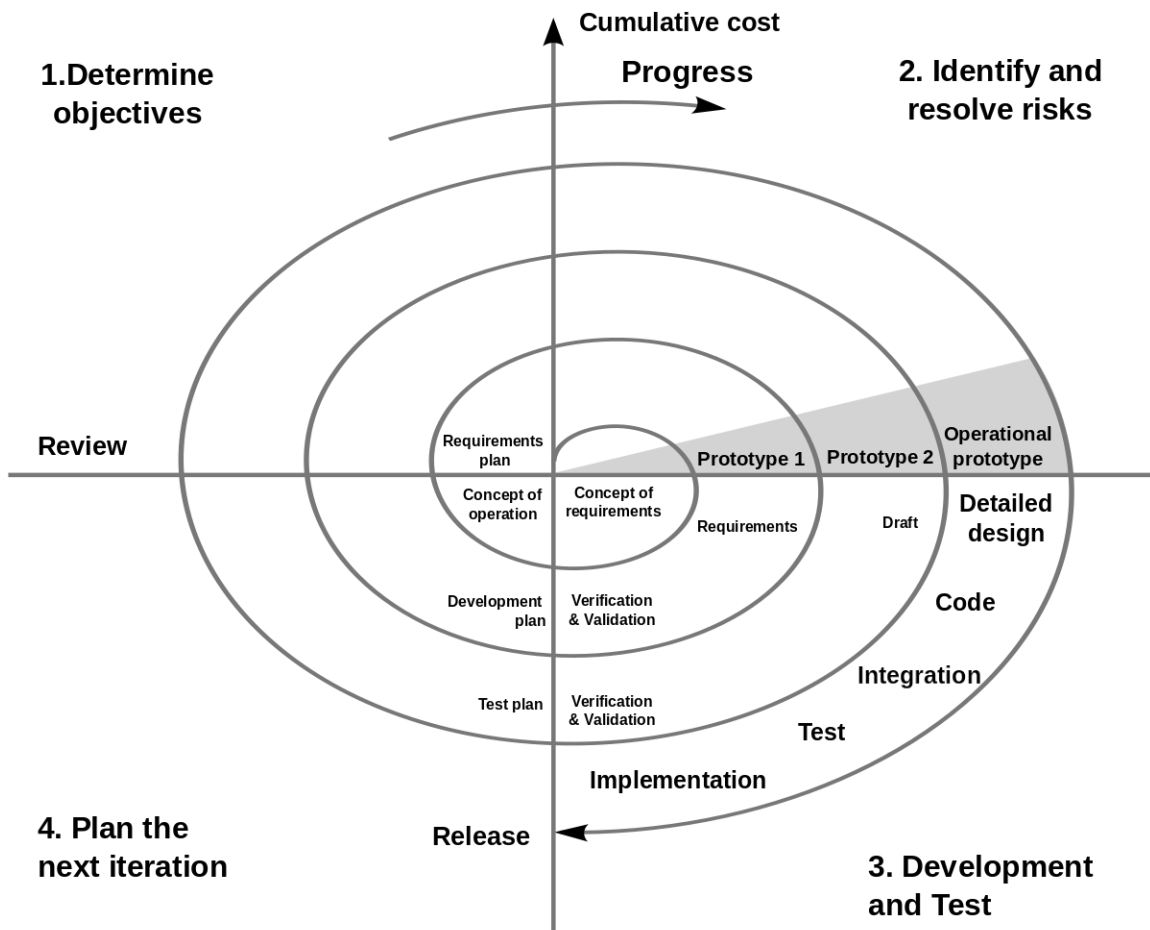 Cumulative cost
Progress
1.Determine
objectives
2. Identify and
resolve risks
Review
Requirements
plan
Prototype 1
Prototype 2
Operational
prototype
Concept of
operation
Concept of
requirements
Requirements
Draft
Detailed
design
Development
plan
Verification
& Validation
Code
Integration
Test plan
Verification
& Validation
Test
Implementation
Release
4. Plan the
next iteration
3. Development
and Test